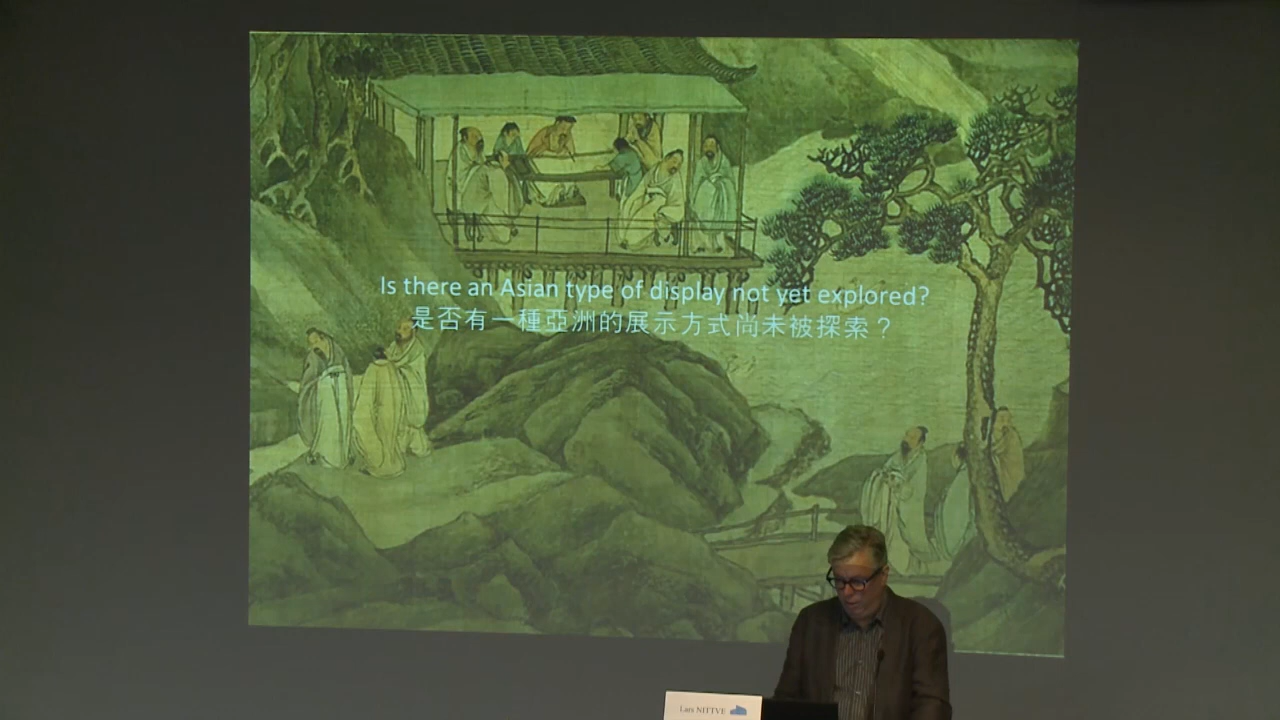 Is there an Asian type of display not yet explored?
是否有一種亞洲的展示方式尚未被探索？
Lars NITTVE